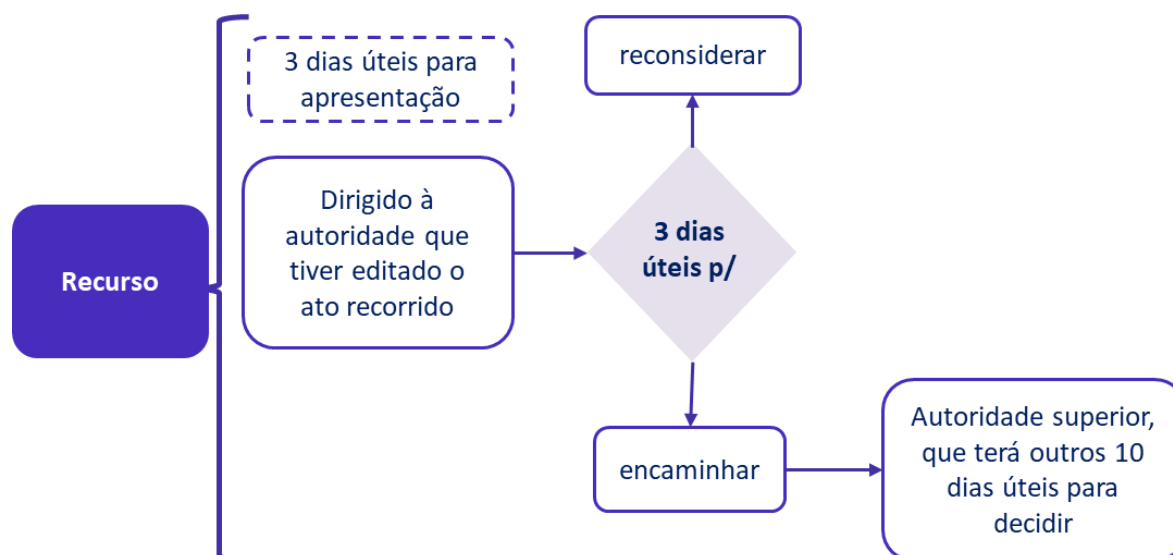 Recurso
3 dias úteis para
apresentação
Dirigido à
autoridade que
tiver editado o
ato recorrido
3 dias
úteis p/
reconsiderar
encaminhar
Autoridade superior,
que terá outros 10
dias úteis para
decidir